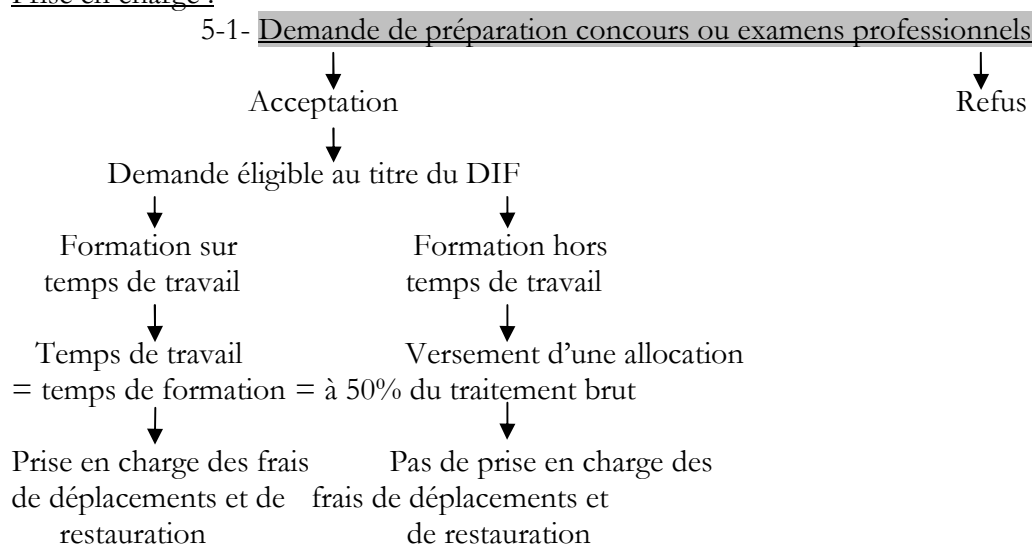 Prise en charge :
5-1- Demande de préparation concours ou examens professionnels
Acceptation Refus
Demande éligible au titre du DIF
Formation sur Formation hors
temps de travail temps de travail
Temps de travail Versement d’une allocation
= temps de formation = à 50% du traitement brut
Prise en charge des frais Pas de prise en charge des
de déplacements et de frais de déplacements et
restauration de restauration